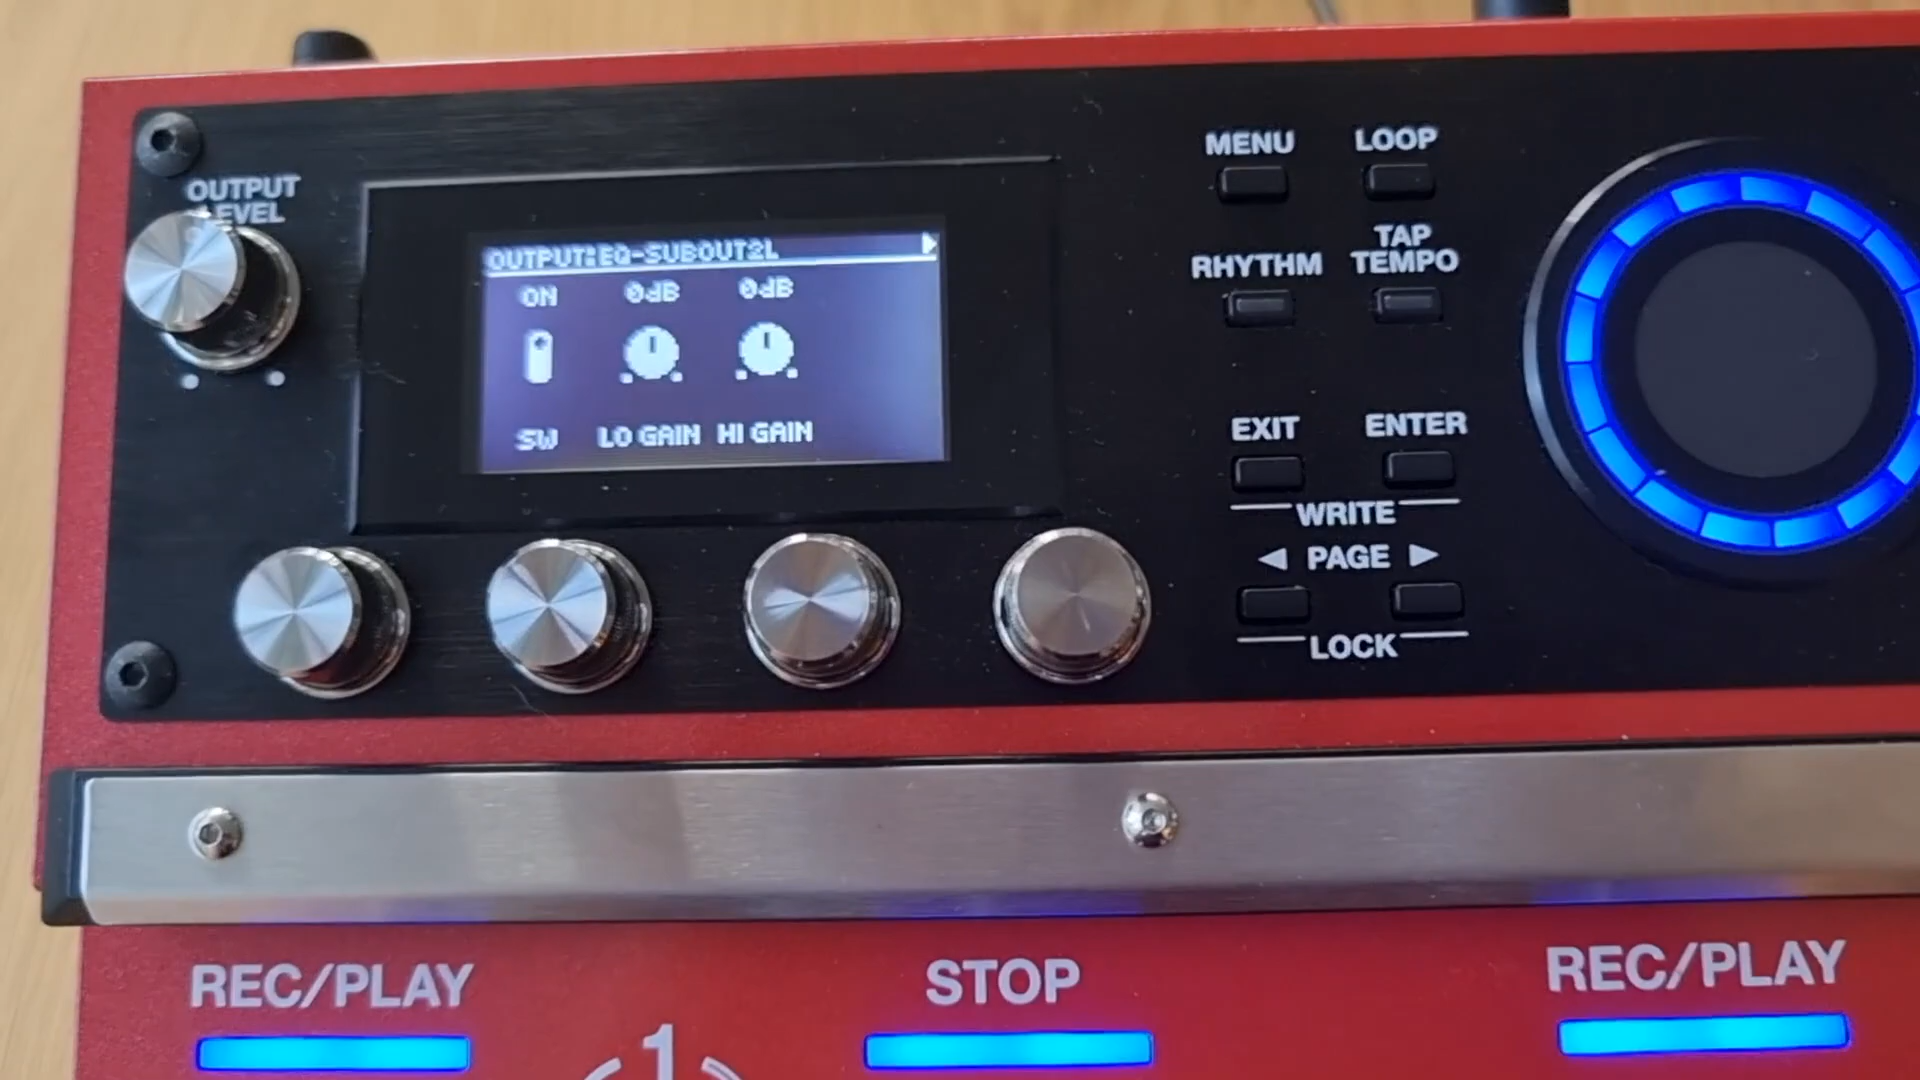 OUTPUT
LEVEL
OUTPUT:EQ-SUBOUT2L
ON 0dB 0dB
SW LO GAIN HI GAIN
MENU LOOP
RHYTHM TAP TEMPO
EXIT ENTER
WRITE
◀ PAGE ▶
LOCK
REC/PLAY STOP REC/PLAY
1